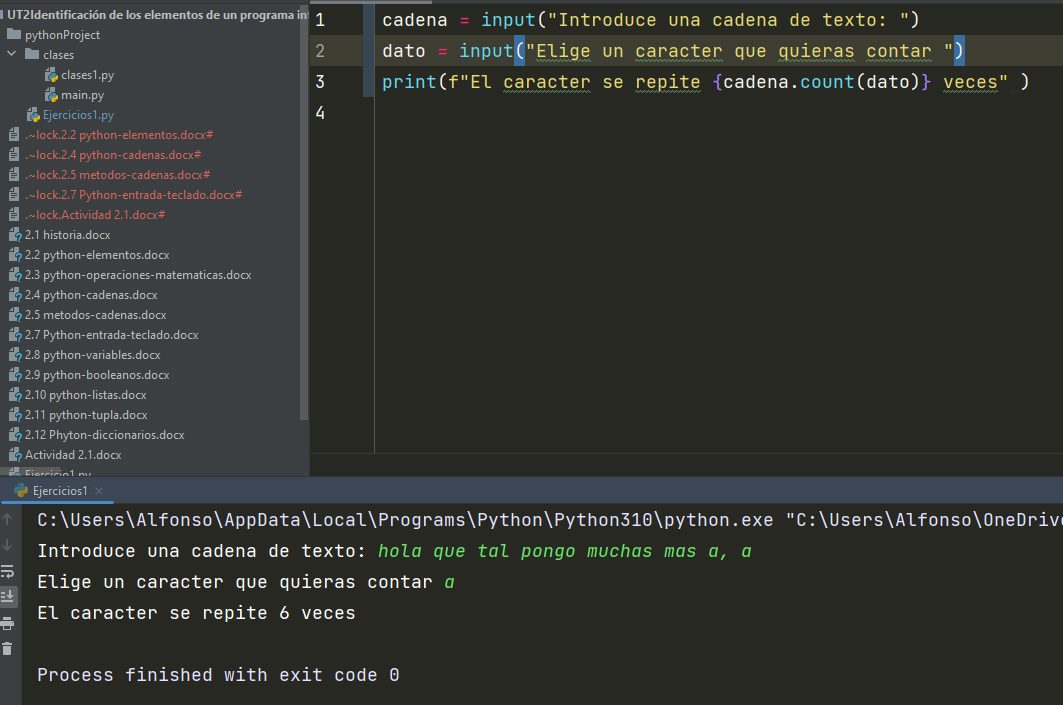 UT2Identificación de los elementos de un programa in
pythonProject
clases
clases1.py
main.py
Ejercicios1.py
.~lock.2.2 python-elementos.docx#
.~lock.2.4 python-cadenas.docx#
.~lock.2.5 metodos-cadenas.docx#
.~lock.2.7 Python-entrada-teclado.docx#
.~lock.Actividad 2.1.docx#
2.1 historia.docx
2.2 python-elementos.docx
2.3 python-operaciones-matematicas.docx
2.4 python-cadenas.docx
2.5 metodos-cadenas.docx
2.7 Python-entrada-teclado.docx
2.8 python-variables.docx
2.9 python-booleanos.docx
2.10 python-listas.docx
2.11 python-tupla.docx
2.12 Phyton-diccionarios.docx
Actividad 2.1.docx
Ejercicio1.py
1 cadena = input("Introduce una cadena de texto: ")
2 dato = input("Elige un caracter que quieras contar ")
3 print(f"El caracter se repite {cadena.count(dato)} veces" )
4
Ejercicios1 ×
C:\Users\Alfonso\AppData\Local\Programs\Python\Python310\python.exe "C:\Users\Alfonso\OneDrive
Introduce una cadena de texto: hola que tal pongo muchas mas a, a
Elige un caracter que quieras contar a
El caracter se repite 6 veces
Process finished with exit code 0